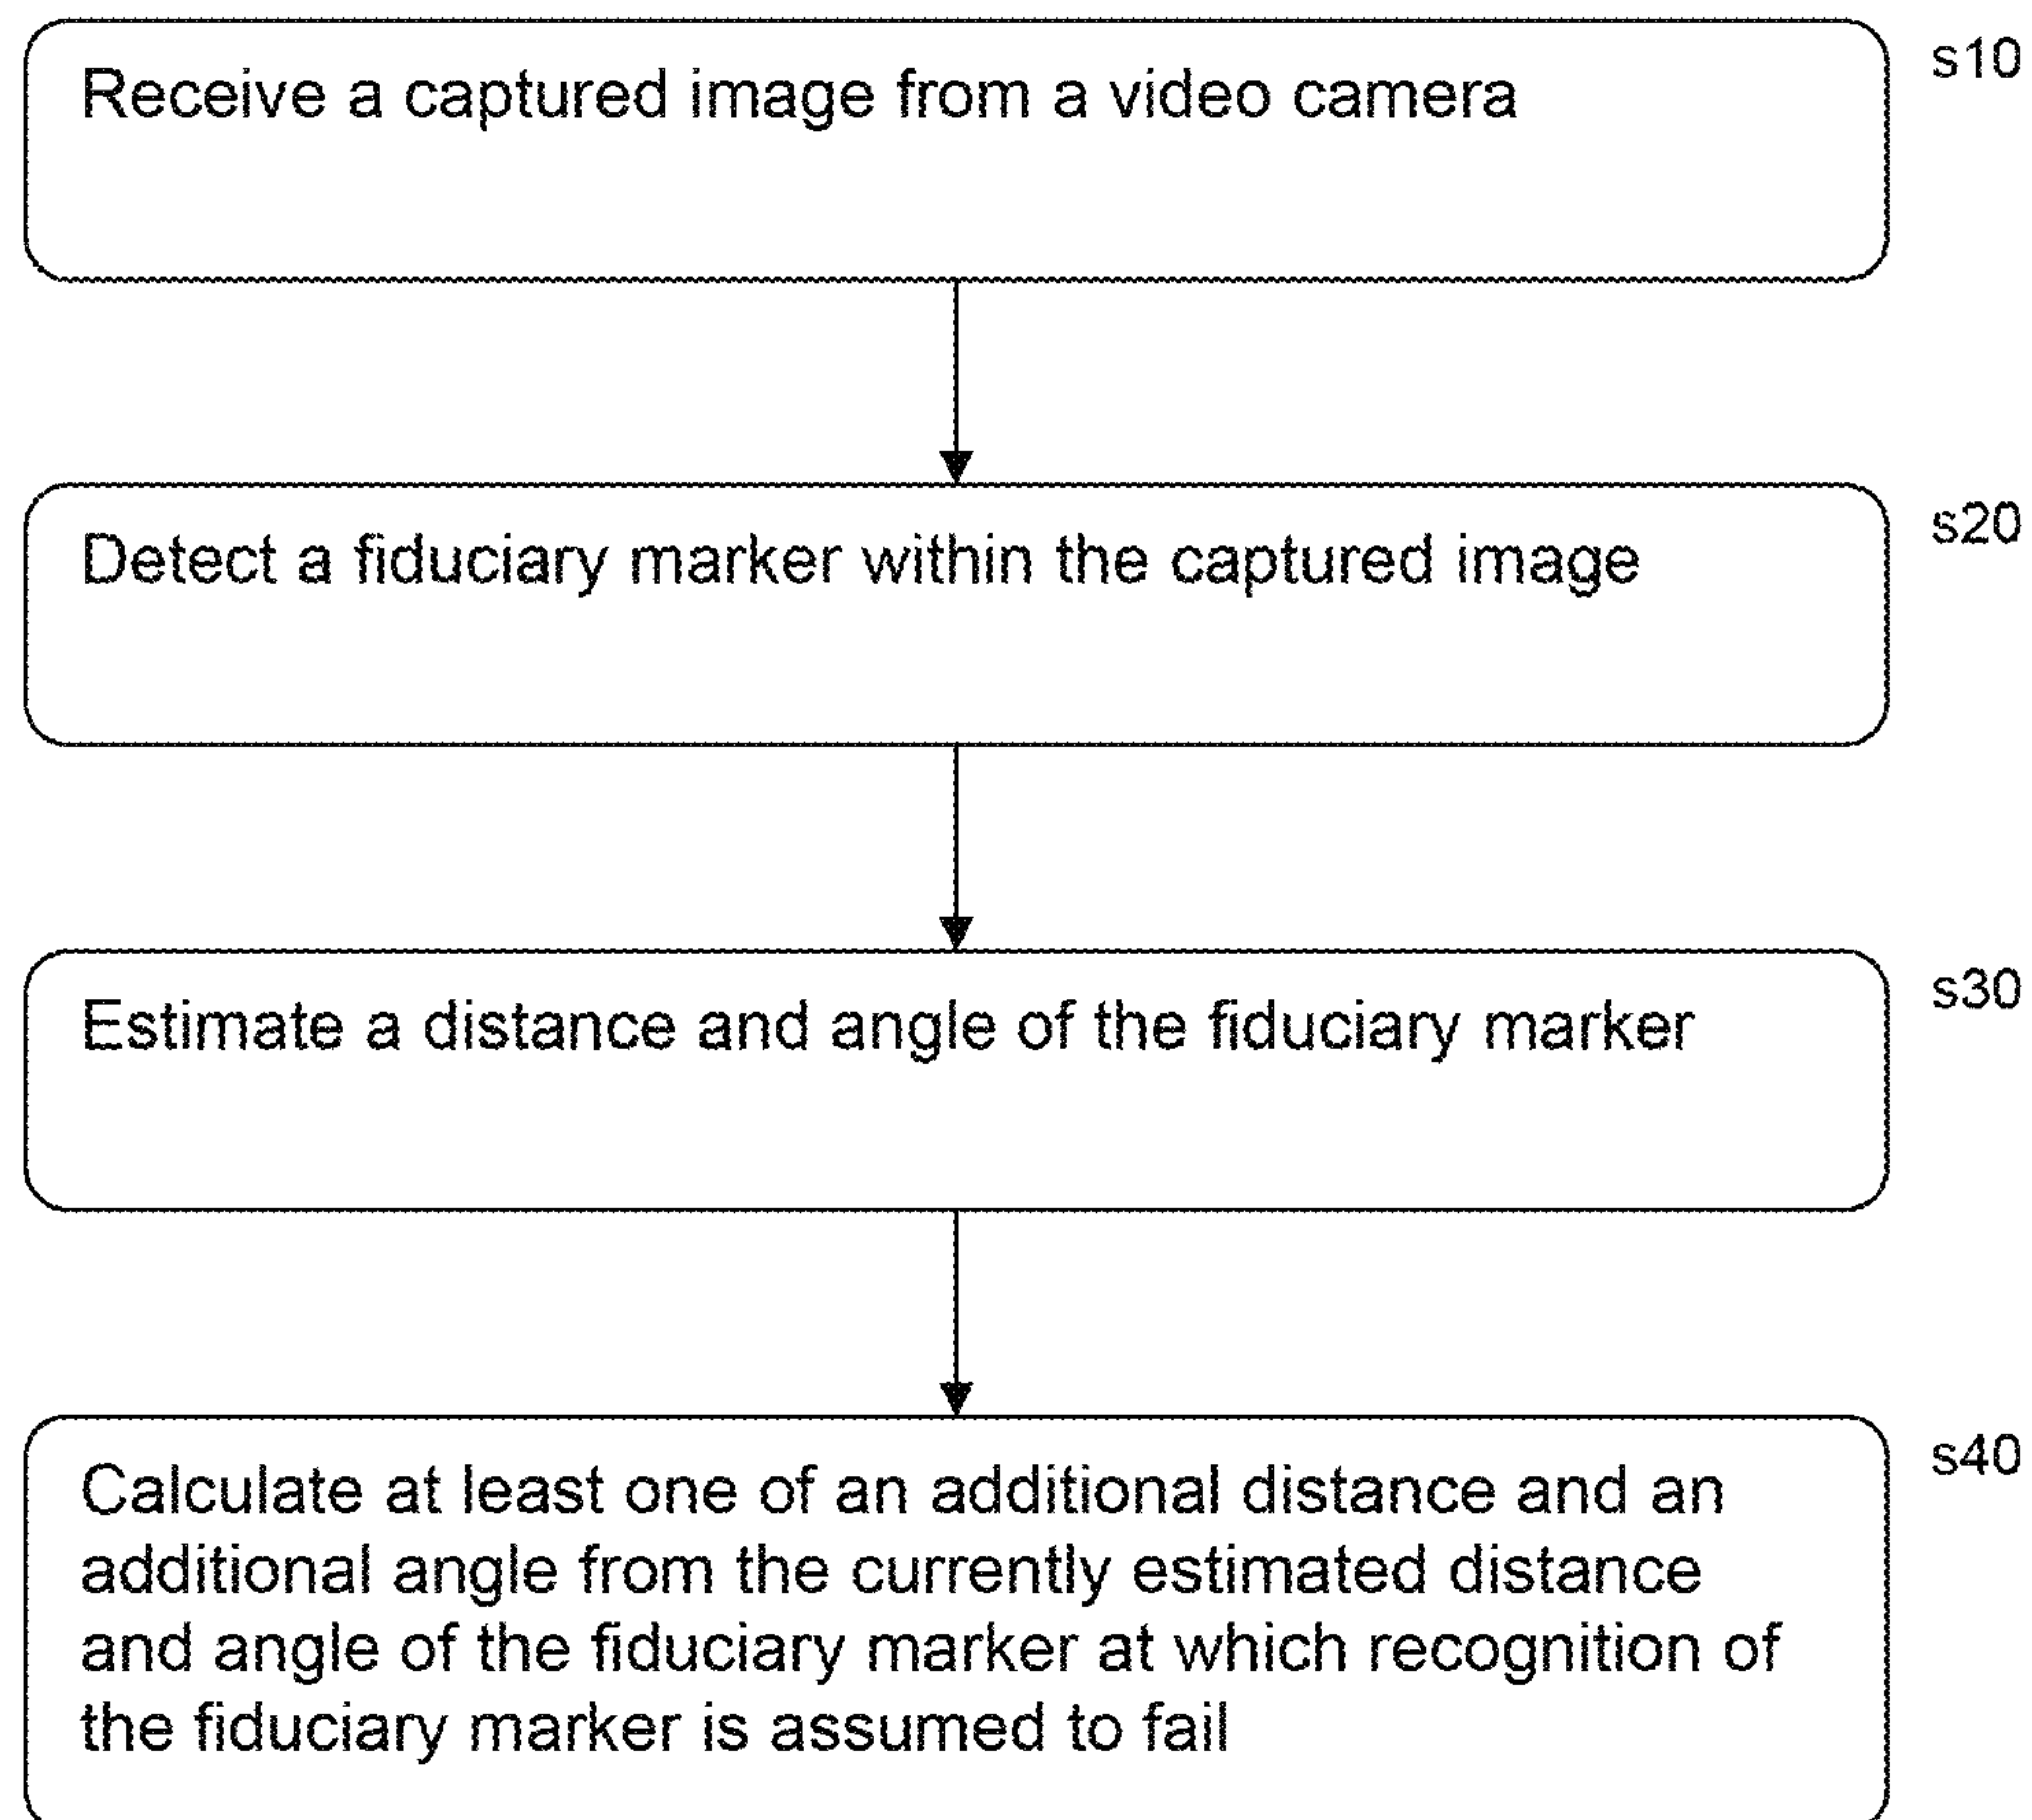 Receive a captured image from a video camera
s10
Detect a fiduciary marker within the captured image
s20
Estimate a distance and angle of the fiduciary marker
s30
Calculate at least one of an additional distance and an
additional angle from the currently estimated distance
and angle of the fiduciary marker at which recognition of
the fiduciary marker is assumed to fail
s40